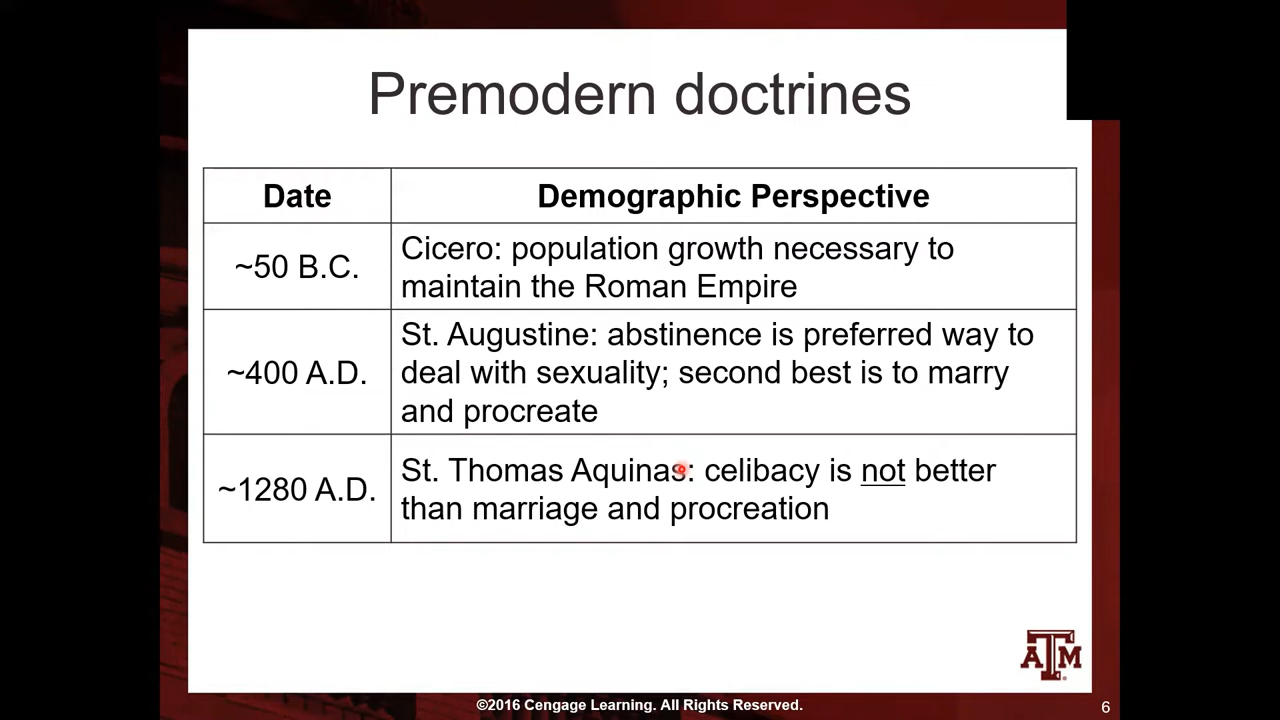 Premodern doctrines
Date
Demographic Perspective
~50 B.C.
Cicero: population growth necessary to
maintain the Roman Empire
~400 A.D.
St. Augustine: abstinence is preferred way to
deal with sexuality; second best is to marry
and procreate
~1280 A.D.
St. Thomas Aquinas: celibacy is not better
than marriage and procreation
ATM
©2016 Cengage Learning. All Rights Reserved.
6